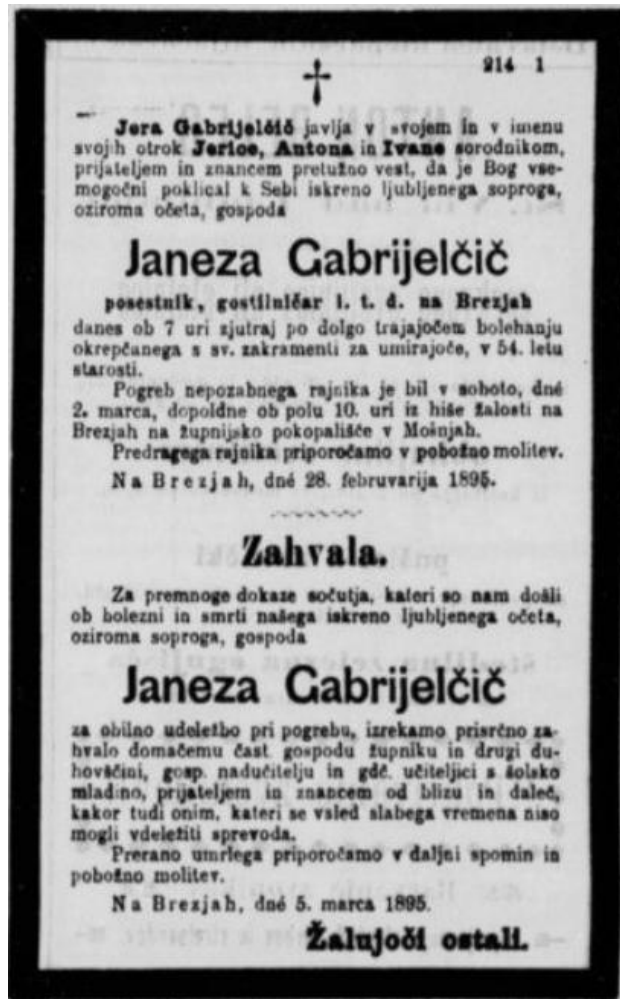 214 1
Jera Gabrijelčič javlja v svojem in v imenu
svojih otrok Jerice, Antona in Ivane sorodnikom,
prijateljem in znancem pretužno vest, da je Bog vse-
mogočni poklical k Sebi iskreno ljubljenega soproga,
oziroma očeta, gospoda
Janeza Gabrijelčič
posestnik, gostilničar i. t. d. na Brezjah
danes ob 7 uri zjutraj po dolgo trajajočem bolehanju
okrepčanega s sv. zakramenti za umirajoče, v 54. letu
starosti.
Pogreb nepozabnega rajnika je bil v soboto, dné
2. marca, dopoldne ob polu 10. uri iz hiše žalosti na
Brezjah na župnijsko pokopališče v Mošnjah.
Predragega rajnika priporočamo v pobožno molitev.
Na Brezjah, dné 28. februvarija 1895.
Zahvala.
Za premnoge dokaze sočutja, kateri so nam došli
ob bolezni in smrti našega iskreno ljubljenega očeta,
oziroma soproga, gospoda
Janeza Gabrijelčič
za obilno udeležbo pri pogrebu, izrekamo prisrčno za-
hvalo domačemu čast. gospodu župniku in drugi du-
hovščini, gosp. nadučitelju in gdč. učiteljici s šolsko
mladino, prijateljem in znancem od blizu in daleč,
kakor tudi onim, kateri se vsled slabega vremena niso
mogli vdeležiti sprevoda.
Prerano umrlega priporočamo v daljni spomin in
pobožno molitev.
Na Brezjah, dné 5. marca 1895.
Žalujoči ostali.